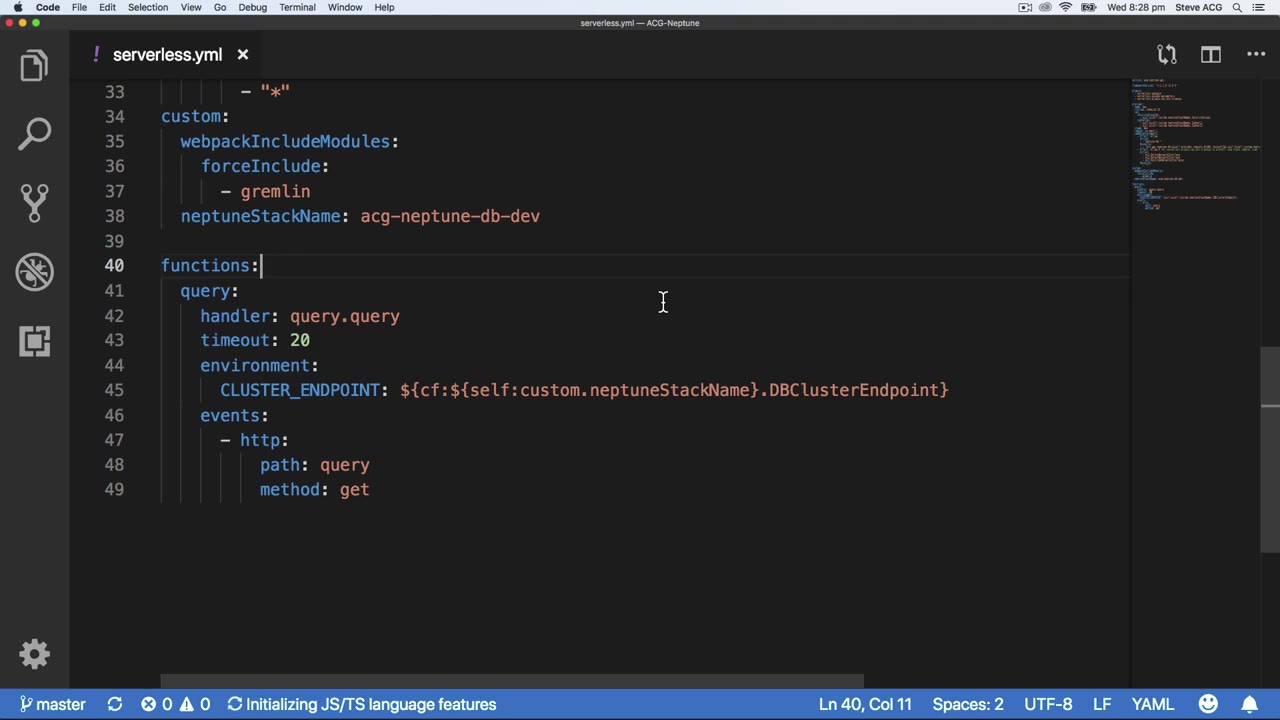 Code File Edit Selection View Go Debug Terminal Window Help Wed 8:28 pm Steve ACG
serverless.yml — ACG-Neptune
! serverless.yml ×
33 - "*"
34 custom:
35 webpackIncludeModules:
36 forceInclude:
37 - gremlin
38 neptuneStackName: acg-neptune-db-dev
39
40 functions:
41 query:
42 handler: query.query
43 timeout: 20
44 environment:
45 CLUSTER_ENDPOINT: ${cf:${self:custom.neptuneStackName}.DBClusterEndpoint}
46 events:
47 - http:
48 path: query
49 method: get
master 0 0 Initializing JS/TS language features Ln 40, Col 11 Spaces: 2 UTF-8 LF YAML